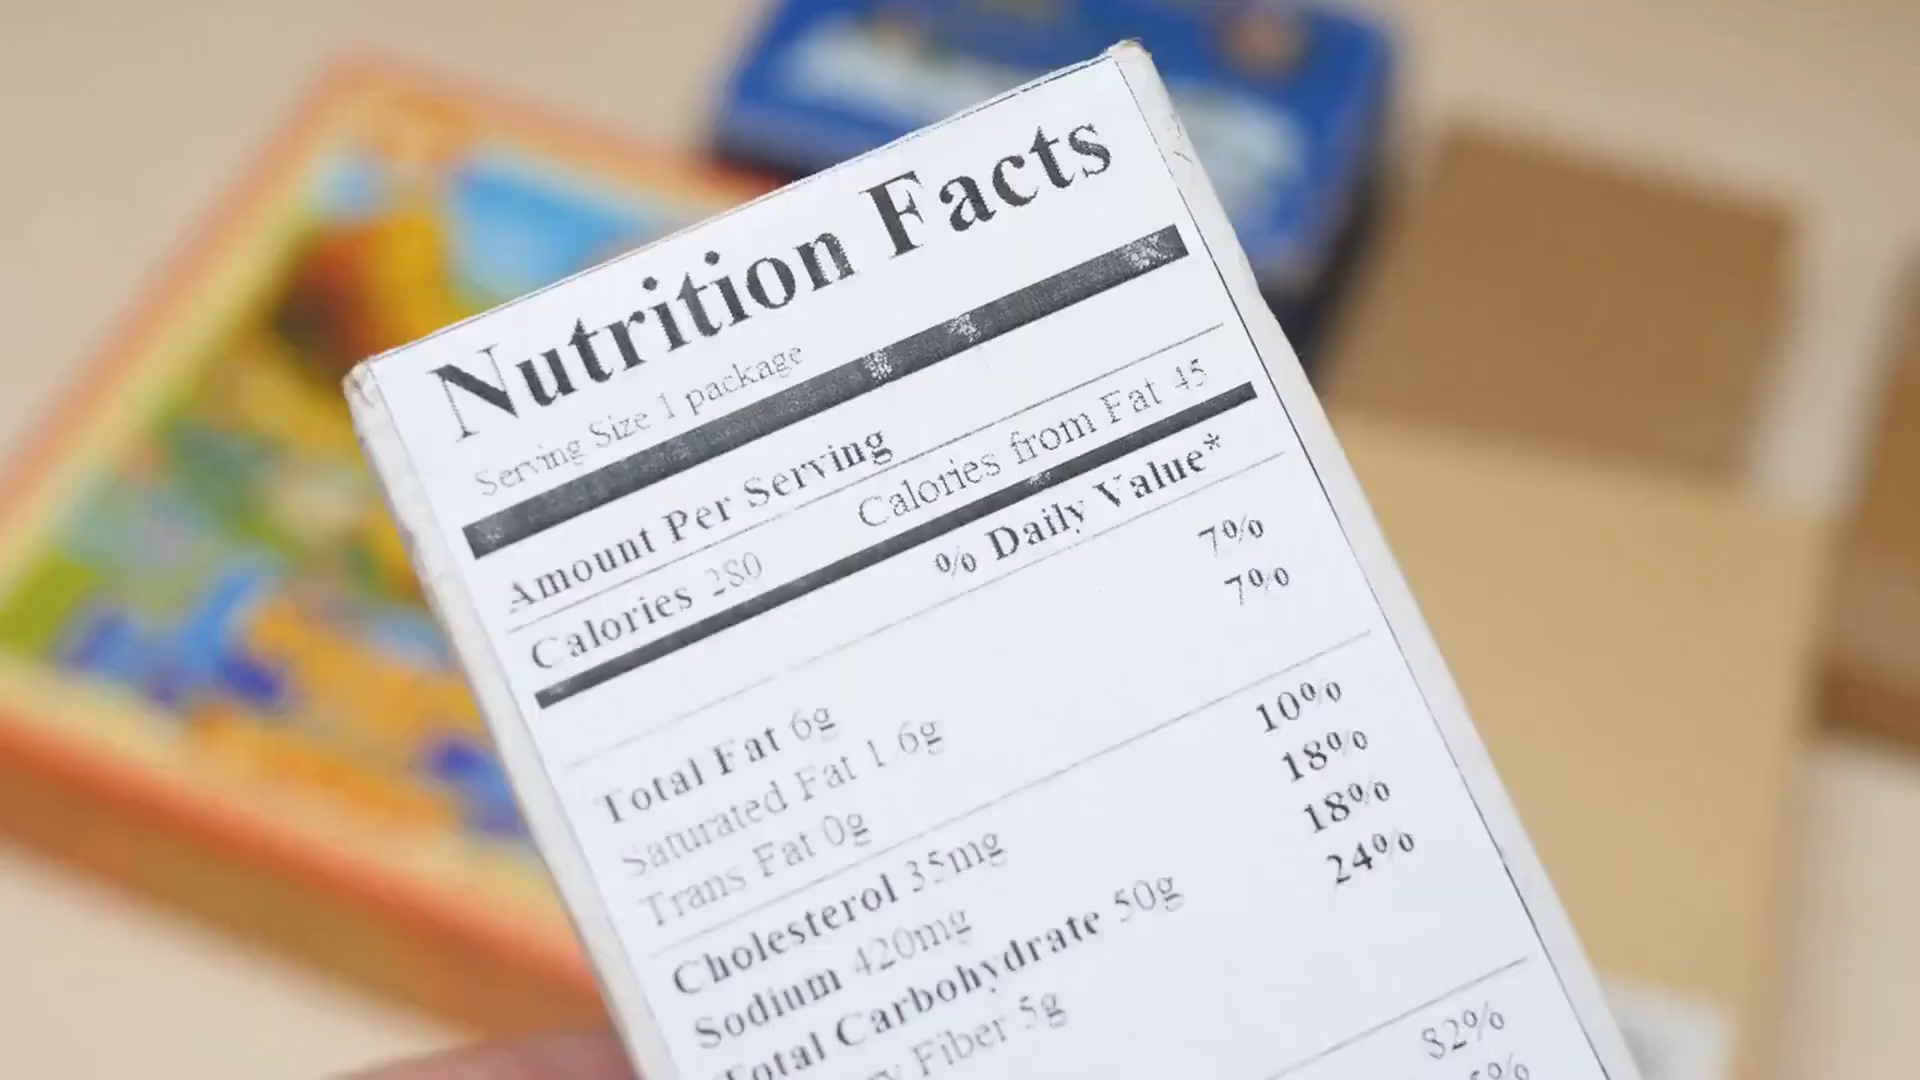 Nutrition Facts
Serving Size 1 package
Amount Per Serving
Calories 280 Calories from Fat 45
% Daily Value*
Total Fat 6g 7%
Saturated Fat 1.6g 7%
Trans Fat 0g
Cholesterol 35mg 10%
Sodium 420mg 18%
Total Carbohydrate 50g 18%
Fiber 5g 24%
82%